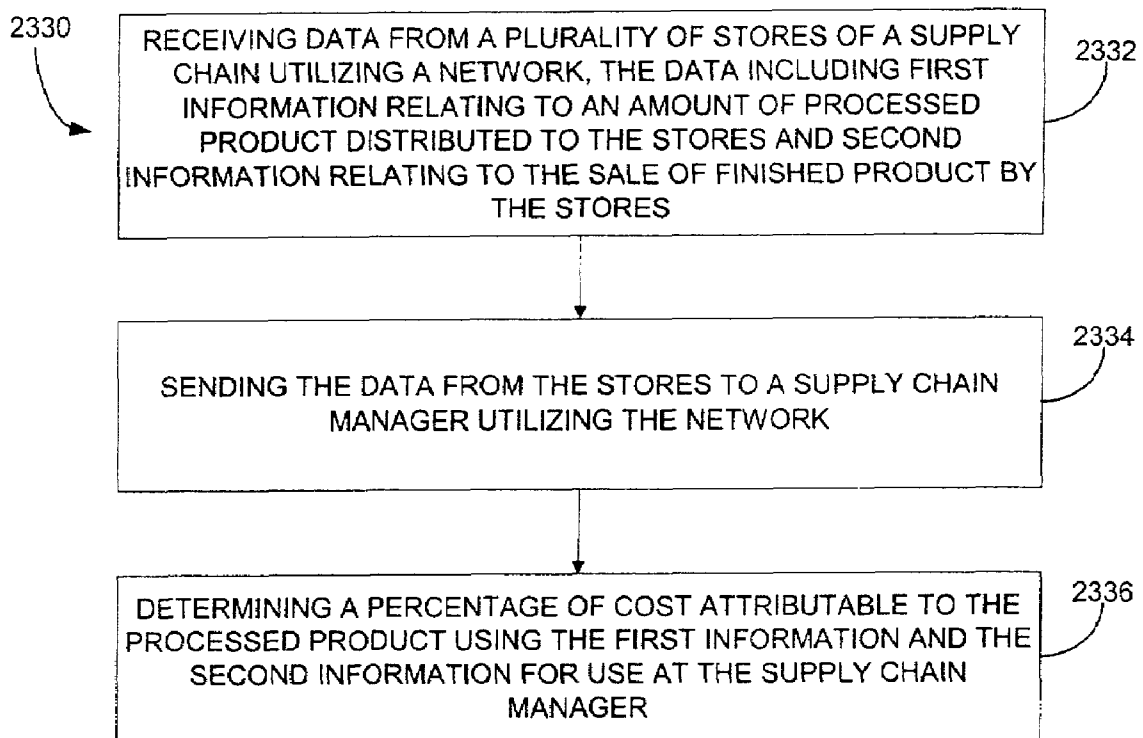 2330
RECEIVING DATA FROM A PLURALITY OF STORES OF A SUPPLY
CHAIN UTILIZING A NETWORK, THE DATA INCLUDING FIRST
INFORMATION RELATING TO AN AMOUNT OF PROCESSED
PRODUCT DISTRIBUTED TO THE STORES AND SECOND
INFORMATION RELATING TO THE SALE OF FINISHED PRODUCT BY
THE STORES
2332
SENDING THE DATA FROM THE STORES TO A SUPPLY CHAIN
MANAGER UTILIZING THE NETWORK
2334
DETERMINING A PERCENTAGE OF COST ATTRIBUTABLE TO THE
PROCESSED PRODUCT USING THE FIRST INFORMATION AND THE
SECOND INFORMATION FOR USE AT THE SUPPLY CHAIN
MANAGER
2336